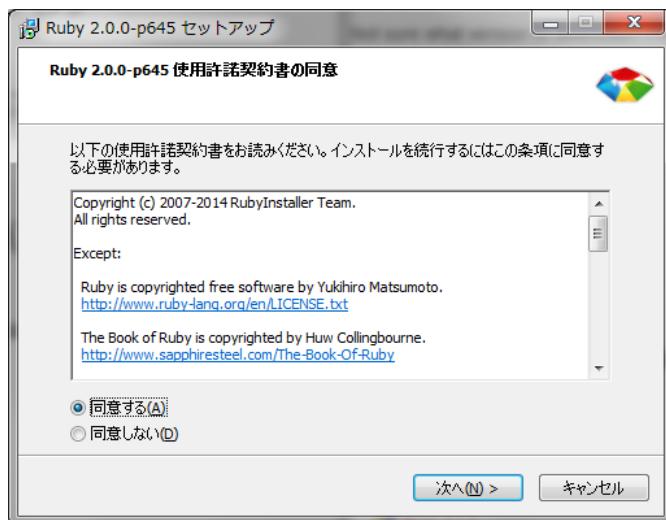 Ruby 2.0.0-p645 セットアップ
Ruby 2.0.0-p645 使用許諾契約書の同意
以下の使用許諾契約書をお読みください。インストールを続行するにはこの条項に同意す
る必要があります。
Copyright (c) 2007-2014 RubyInstaller Team.
All rights reserved.
Except:
Ruby is copyrighted free software by Yukihiro Matsumoto.
http://www.ruby-lang.org/en/LICENSE.txt
The Book of Ruby is copyrighted by Huw Collingbourne.
http://www.sapphiresteel.com/The-Book-Of-Ruby
同意する(A)
同意しない(D)
次へ(N) >
キャンセル